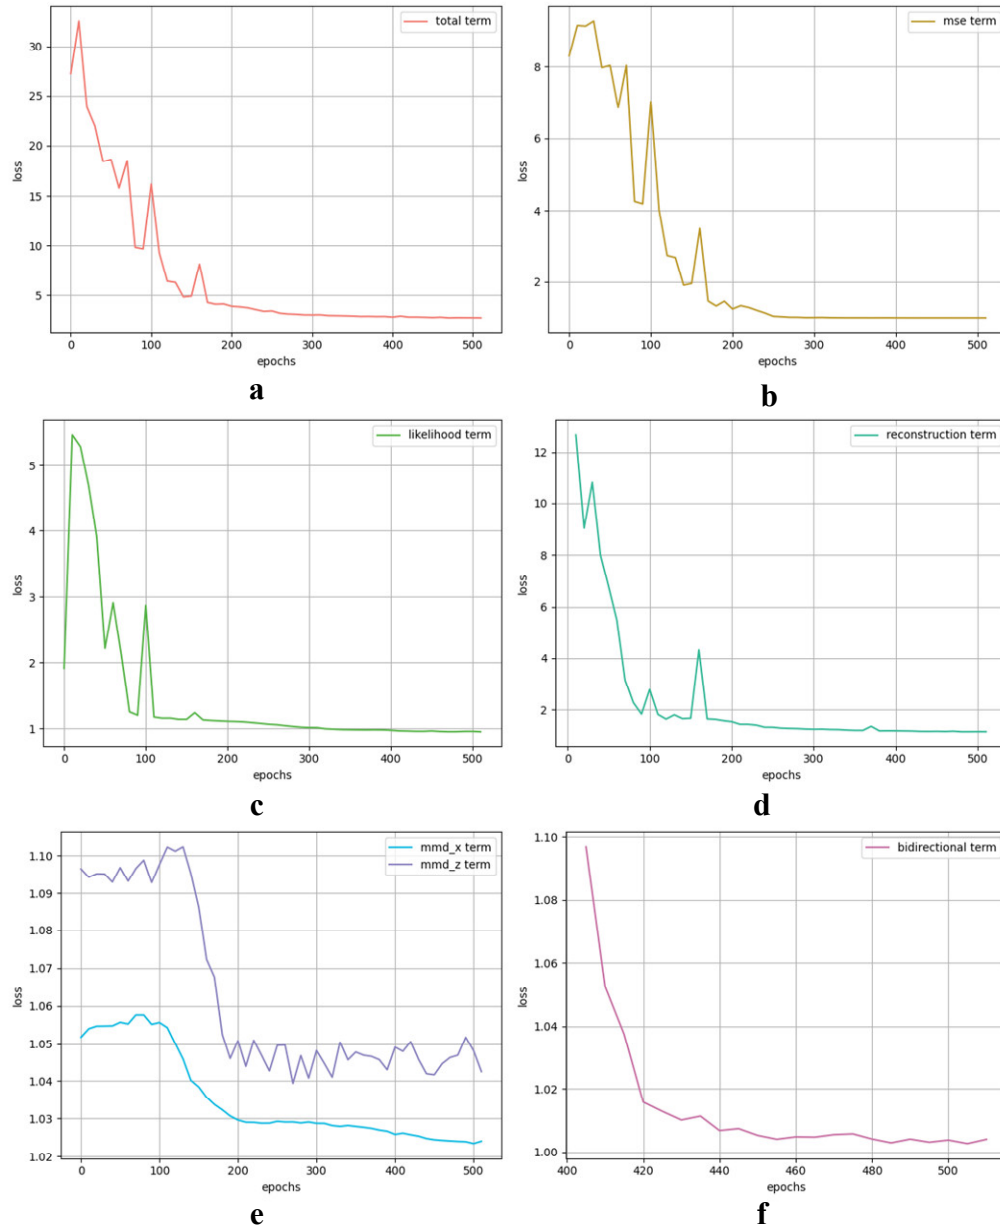 total term
30
25
20
15
10
5
loss
0 100 200 300 400 500
epochs
a
mse term
8
6
4
2
loss
0 100 200 300 400 500
epochs
b
likelihood term
5
4
3
2
1
loss
0 100 200 300 400 500
epochs
c
reconstruction term
12
10
8
6
4
2
loss
0 100 200 300 400 500
epochs
d
mmd_x term
mmd_z term
1.10
1.09
1.08
1.07
1.06
1.05
1.04
1.03
1.02
loss
0 100 200 300 400 500
epochs
e
bidirectional term
1.10
1.08
1.06
1.04
1.02
1.00
loss
400 420 440 460 480 500
epochs
f